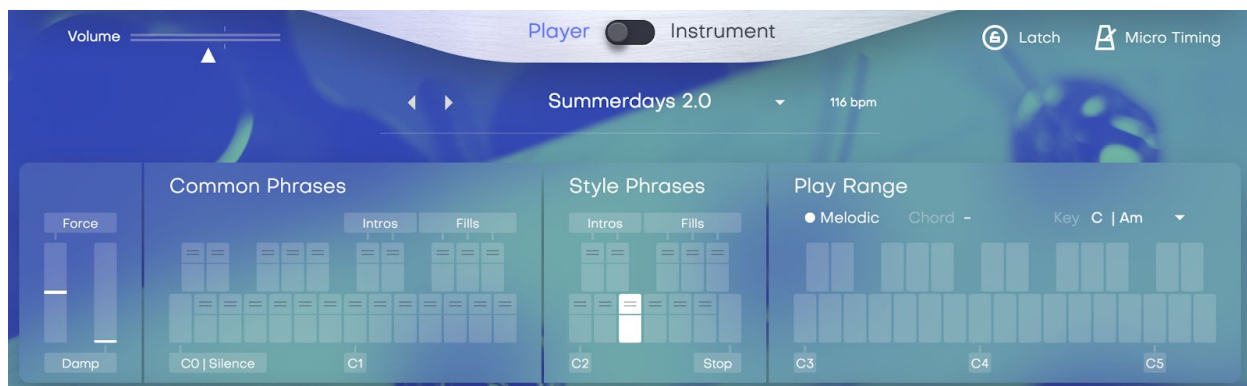 Volume
Player Instrument
Latch Micro Timing
Summerdays 2.0 116 bpm
Common Phrases Style Phrases Play Range
Melodic Chord - Key C | Am
Force Intros Fills Intros Fills
Damp C0 | Silence C1 C2 Stop C3 C4 C5